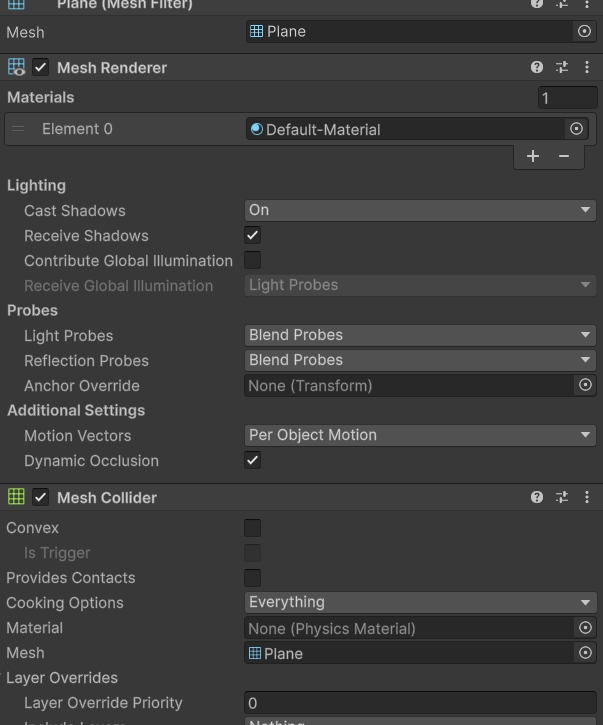 Plane (Mesh Filter)
Mesh Plane
Mesh Renderer
Materials 1
Element 0 Default-Material
Lighting
Cast Shadows On
Receive Shadows
Contribute Global Illumination
Receive Global Illumination Light Probes
Probes
Light Probes Blend Probes
Reflection Probes Blend Probes
Anchor Override None (Transform)
Additional Settings
Motion Vectors Per Object Motion
Dynamic Occlusion
Mesh Collider
Convex
Is Trigger
Provides Contacts
Cooking Options Everything
Material None (Physics Material)
Mesh Plane
Layer Overrides
Layer Override Priority 0
Include Layers Nothing